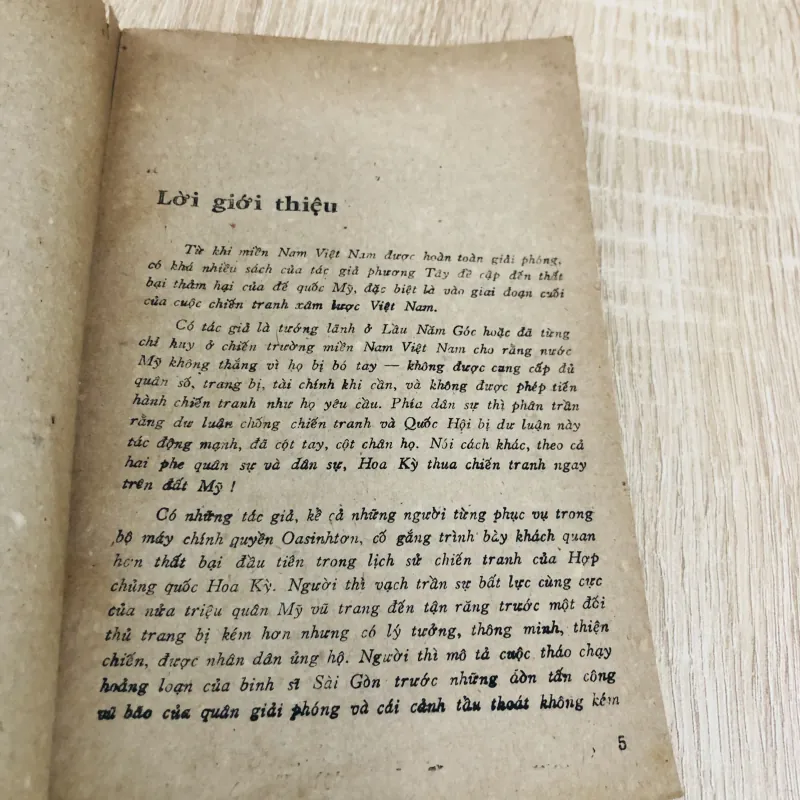 Lời giới thiệu
Từ khi miền Nam Việt Nam được hoàn toàn giải phóng,
có khá nhiều sách của tác giả phương Tây đề cập đến thất
bại thảm hại của đế quốc Mỹ, đặc biệt là vào giai đoạn cuối
của cuộc chiến tranh xâm lược Việt Nam.
Có tác giả là tướng lãnh ở Lầu Năm Góc hoặc đã từng
chỉ huy ở chiến trường miền Nam Việt Nam cho rằng nước
Mỹ không thắng vì họ bị bó tay — không được cung cấp đủ
quân số, trang bị, tài chính khi cần, và không được phép tiến
hành chiến tranh như họ yêu cầu. Phía dân sự thì phân trần
rằng dư luận chống chiến tranh và Quốc Hội bị dư luận này
tác động mạnh, đã cột tay, cột chân họ. Nói cách khác, theo cả
hai phe quân sự và dân sự, Hoa Kỳ thua chiến tranh ngay
trên đất Mỹ !
Có những tác giả, kể cả những người từng phục vụ trong
bộ máy chính quyền Oasinhtơn, cố gắng trình bày khách quan
hơn thất bại đầu tiên trong lịch sử chiến tranh của Hợp
chủng quốc Hoa Kỳ. Người thì vạch trần sự bất lực cùng cực
của nửa triệu quân Mỹ vũ trang đến tận răng trước một đối
thủ trang bị kém hơn nhưng có lý tưởng, thông minh, thiện
chiến, được nhân dân ủng hộ. Người thì mô tả cuộc tháo chạy
hoảng loạn của binh sĩ Sài Gòn trước những đòn tấn công
vũ bão của quân giải phóng và cái cảnh tầu thoát không kém
5